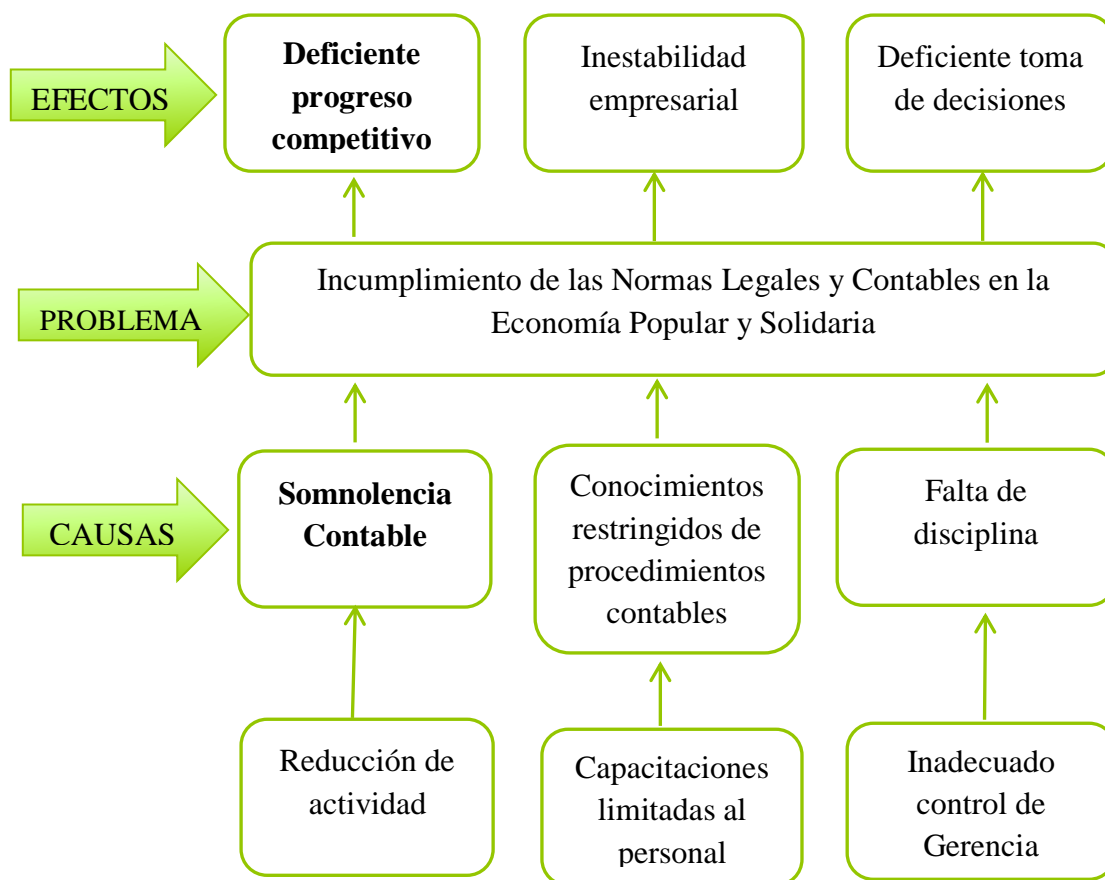 EFECTOS
Deficiente
progreso
competitivo
Inestabilidad
empresarial
Deficiente toma
de decisiones
PROBLEMA
Incumplimiento de las Normas Legales y Contables en la
Economía Popular y Solidaria
CAUSAS
Somnolencia
Contable
Conocimientos
restringidos de
procedimientos
contables
Falta de
disciplina
Reducción de
actividad
Capacitaciones
limitadas al
personal
Inadecuado
control de
Gerencia